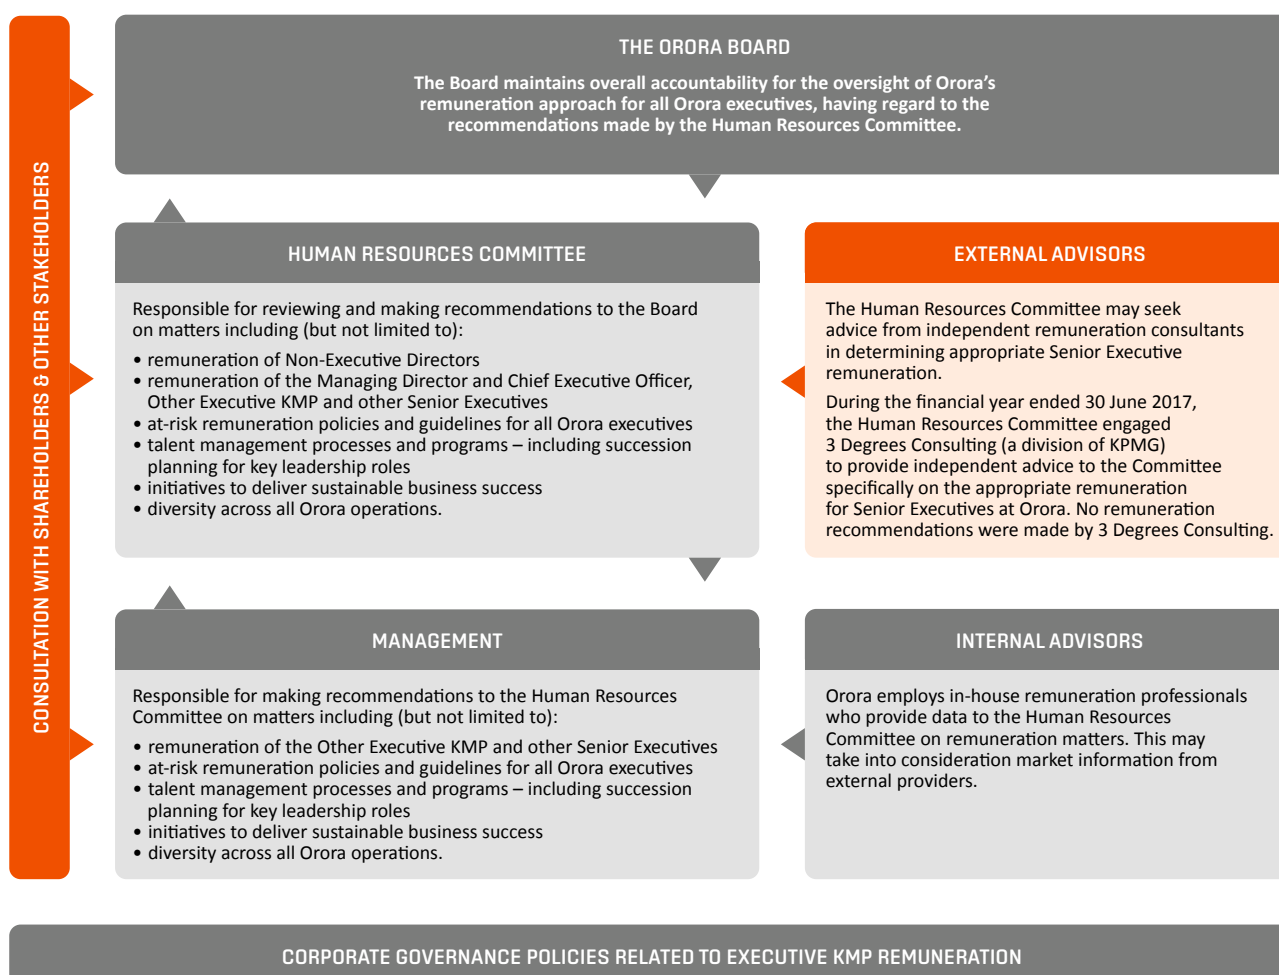 CONSULTATION WITH SHAREHOLDERS & OTHER STAKEHOLDERS
THE ORORA BOARD
The Board maintains overall accountability for the oversight of Orora's
remuneration approach for all Orora executives, having regard to the
recommendations made by the Human Resources Committee.
HUMAN RESOURCES COMMITTEE
Responsible for reviewing and making recommendations to the Board
on matters including (but not limited to):
• remuneration of Non-Executive Directors
• remuneration of the Managing Director and Chief Executive Officer,
Other Executive KMP and other Senior Executives
• at-risk remuneration policies and guidelines for all Orora executives
• talent management processes and programs – including succession
planning for key leadership roles
• initiatives to deliver sustainable business success
• diversity across all Orora operations.
EXTERNAL ADVISORS
The Human Resources Committee may seek
advice from independent remuneration consultants
in determining appropriate Senior Executive
remuneration.
During the financial year ended 30 June 2017,
the Human Resources Committee engaged
3 Degrees Consulting (a division of KPMG)
to provide independent advice to the Committee
specifically on the appropriate remuneration
for Senior Executives at Orora. No remuneration
recommendations were made by 3 Degrees Consulting.
MANAGEMENT
Responsible for making recommendations to the Human Resources
Committee on matters including (but not limited to):
• remuneration of the Other Executive KMP and other Senior Executives
• at-risk remuneration policies and guidelines for all Orora executives
• talent management processes and programs – including succession
planning for key leadership roles
• initiatives to deliver sustainable business success
• diversity across all Orora operations.
INTERNAL ADVISORS
Orora employs in-house remuneration professionals
who provide data to the Human Resources
Committee on remuneration matters. This may
take into consideration market information from
external providers.
CORPORATE GOVERNANCE POLICIES RELATED TO EXECUTIVE KMP REMUNERATION